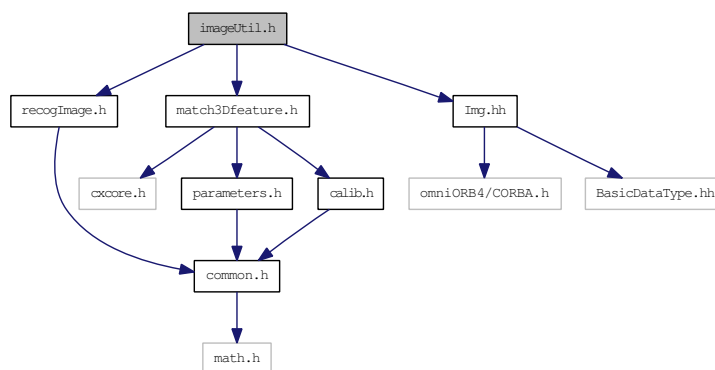 imageUtil.h
recogImage.h
match3Dfeature.h
Img.hh
cxcore.h
parameters.h
calib.h
omniORB4/CORBA.h
BasicDataType.hh
common.h
math.h